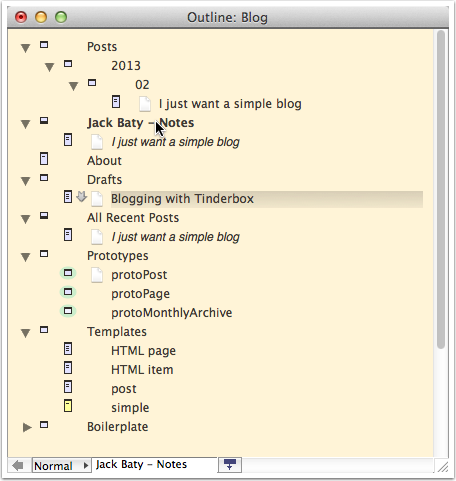 Outline: Blog
Posts
2013
02
I just want a simple blog
Jack Baty – Notes
I just want a simple blog
About
Drafts
Blogging with Tinderbox
All Recent Posts
I just want a simple blog
Prototypes
protoPost
protoPage
protoMonthlyArchive
Templates
HTML page
HTML item
post
simple
Boilerplate
Normal Jack Baty – Notes